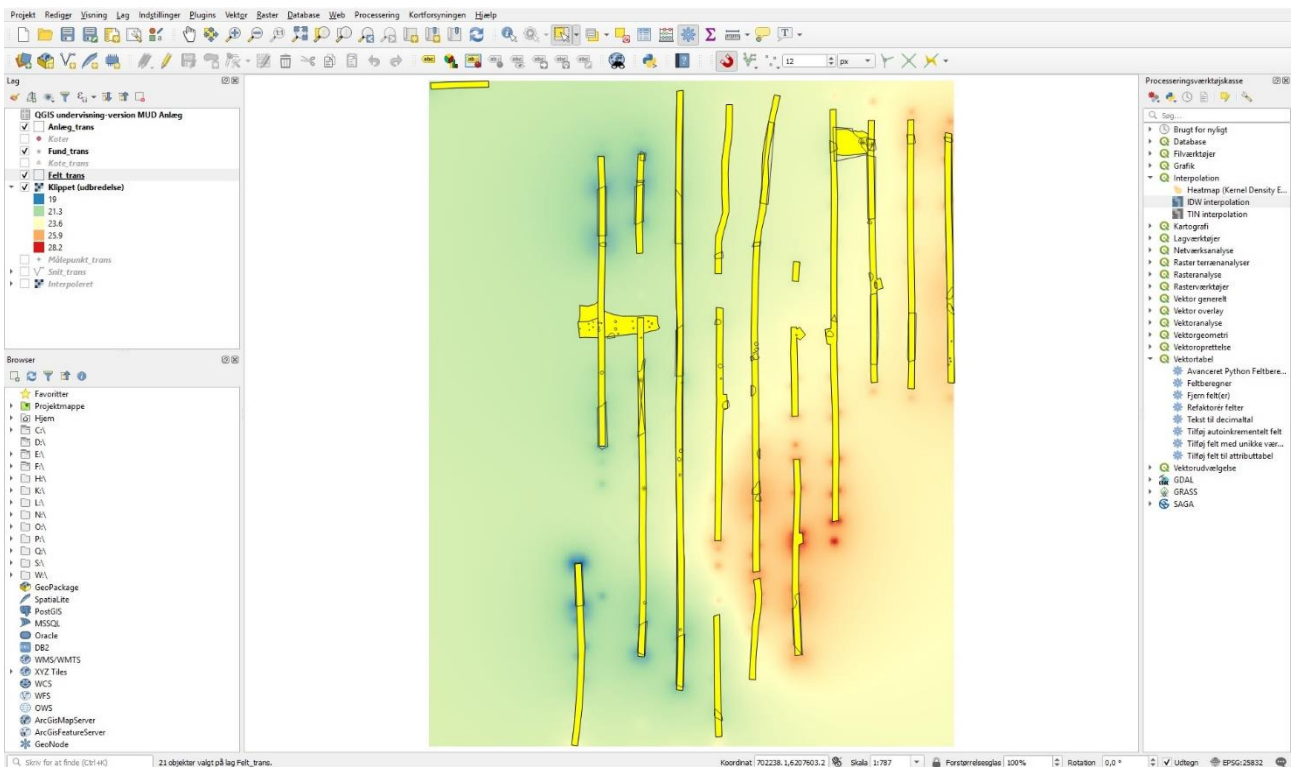 Projekt Rediger Visning Lag Indstillinger Plugins Vektor Raster Database Web Processering Kortforsyningen Hjælp
12 px
Lag
QGIS undervisning-version MUD Anlæg
Anlæg_trans
Koter
Fund_trans
Kote_trans
Felt_trans
Klippet (udbredelse)
19
21.3
23.6
25.9
28.2
Målepunkt_trans
Snit_trans
Interpoleret
Browser
Favoritter
Projektmappe
Hjem
C:\
D:\
E:\
F:\
H:\
K:\
L:\
N:\
O:\
P:\
Q:\
S:\
W:\
GeoPackage
SpatiaLite
PostGIS
MSSQL
Oracle
DB2
WMS/WMTS
XYZ Tiles
WCS
WFS
OWS
ArcGisMapServer
ArcGisFeatureServer
GeoNode
Processeringsværktøjskasse
Søg...
Brugt for nyligt
Database
Filværktøjer
Grafik
Interpolation
Heatmap (Kernel Density E...
IDW interpolation
TIN interpolation
Kartografi
Lagværktøjer
Netværksanalyse
Raster terrænanalyser
Rasteranalyse
Rasterværktøjer
Vektor generelt
Vektor overlay
Vektoranalyse
Vektorgeometri
Vektoroprettelse
Vektortabel
Avanceret Python Feltbere...
Feltberegner
Fjern felt(er)
Refaktorér felter
Tekst til decimaltal
Tilføj autoinkrementelt felt
Tilføj felt med unikke vær...
Tilføj felt til attributtabel
Vektorudvælgelse
GDAL
GRASS
SAGA
Skriv for at finde (Ctrl+K) 21 objekter valgt på lag Felt_trans. Koordinat 702238.1,6207603.2 Skala 1:787 Forstørrelsesglas 100% Rotation 0,0 ° Udtegn EPSG:25832